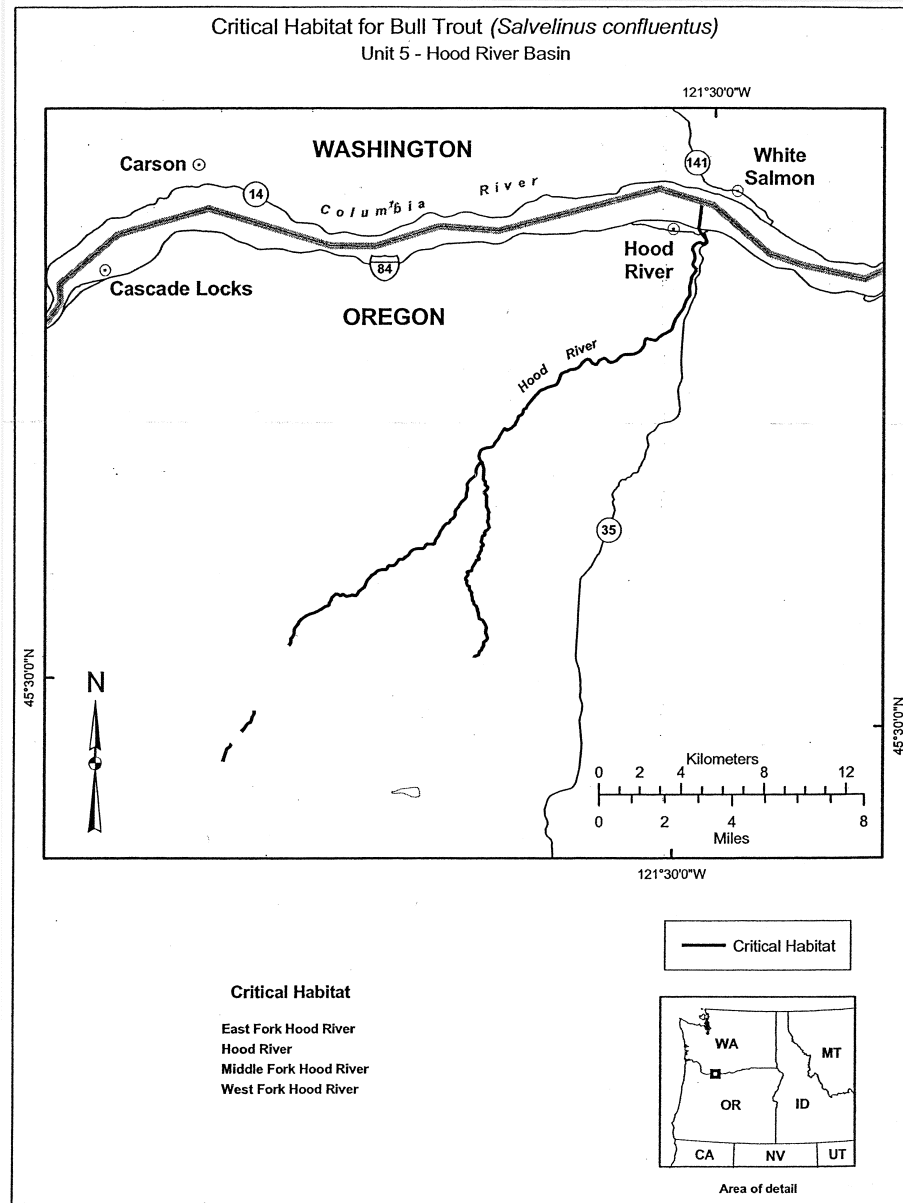 Critical Habitat for Bull Trout (Salvelinus confluentus)
Unit 5 - Hood River Basin
121°30'0"W
WASHINGTON
Carson
141
White
Salmon
14
Columbia River
Hood
River
84
Cascade Locks
OREGON
Hood River
35
45°30'0"N
N
45°30'0"N
Kilometers
0 2 4 8 12
0 2 4 8
Miles
121°30'0"W
Critical Habitat
Critical Habitat
East Fork Hood River
Hood River
Middle Fork Hood River
West Fork Hood River
WA
MT
OR
ID
CA
NV
UT
Area of detail